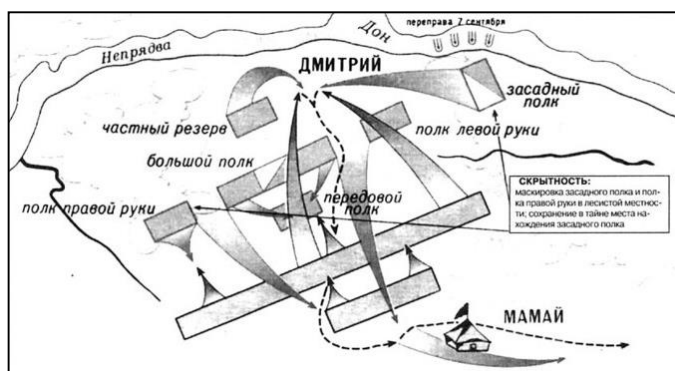 Непрядва
Дон
переправа 7 сентября
ДМИТРИЙ
засадный
полк
частный резерв
полк левой руки
большой полк
СКРЫТНОСТЬ:
маскировка засадного полка и пол-
ка правой руки в лесистой местнос-
ти; сохранение в тайне места на-
хождения засадного полка
передовой
полк
полк правой руки
МАМАЙ